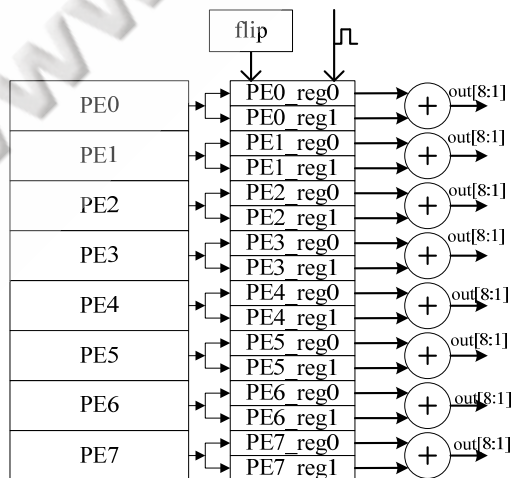 flip
PE0 PE0_reg0 + out[8:1]
PE0_reg1
PE1 PE1_reg0 + out[8:1]
PE1_reg1
PE2 PE2_reg0 + out[8:1]
PE2_reg1
PE3 PE3_reg0 + out[8:1]
PE3_reg1
PE4 PE4_reg0 + out[8:1]
PE4_reg1
PE5 PE5_reg0 + out[8:1]
PE5_reg1
PE6 PE6_reg0 + out[8:1]
PE6_reg1
PE7 PE7_reg0 + out[8:1]
PE7_reg1